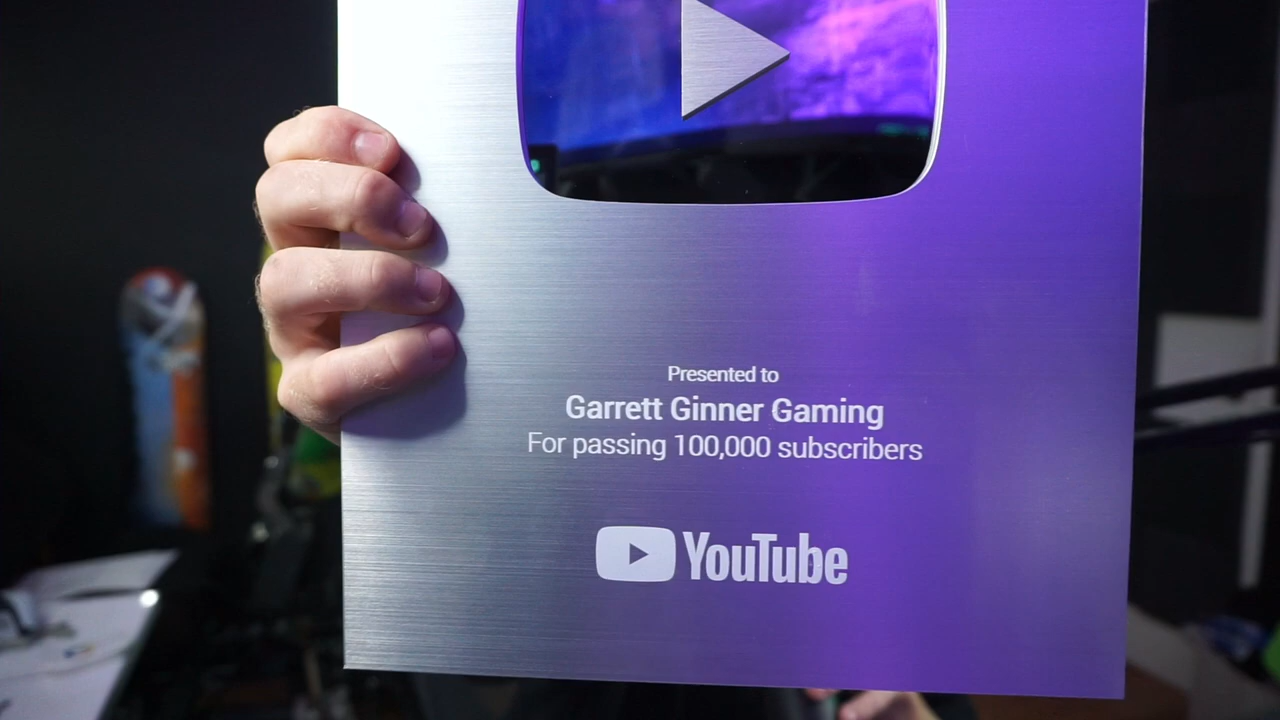 Presented to
Garrett Ginner Gaming
For passing 100,000 subscribers
YouTube